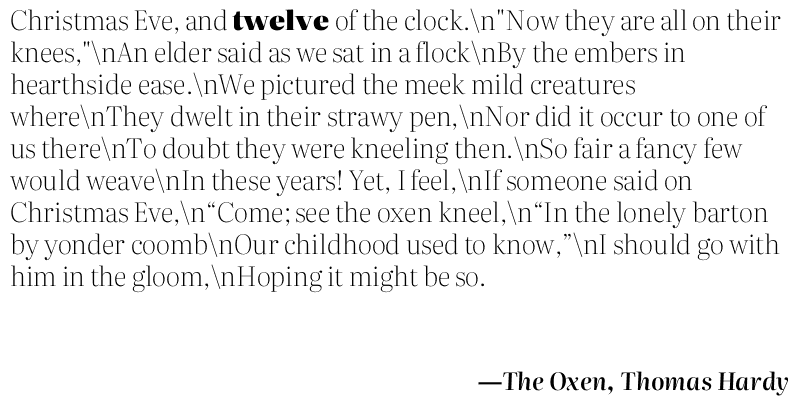 Christmas Eve, and twelve of the clock.\n"Now they are all on their
knees,"\nAn elder said as we sat in a flock\nBy the embers in
hearthside ease.\nWe pictured the meek mild creatures
where\nThey dwelt in their strawy pen,\nNor did it occur to one of
us there\nTo doubt they were kneeling then.\nSo fair a fancy few
would weave\nIn these years! Yet, I feel,\nIf someone said on
Christmas Eve,\n“Come; see the oxen kneel,\n“In the lonely barton
by yonder coomb\nOur childhood used to know,”\nI should go with
him in the gloom,\nHoping it might be so.
—The Oxen, Thomas Hardy